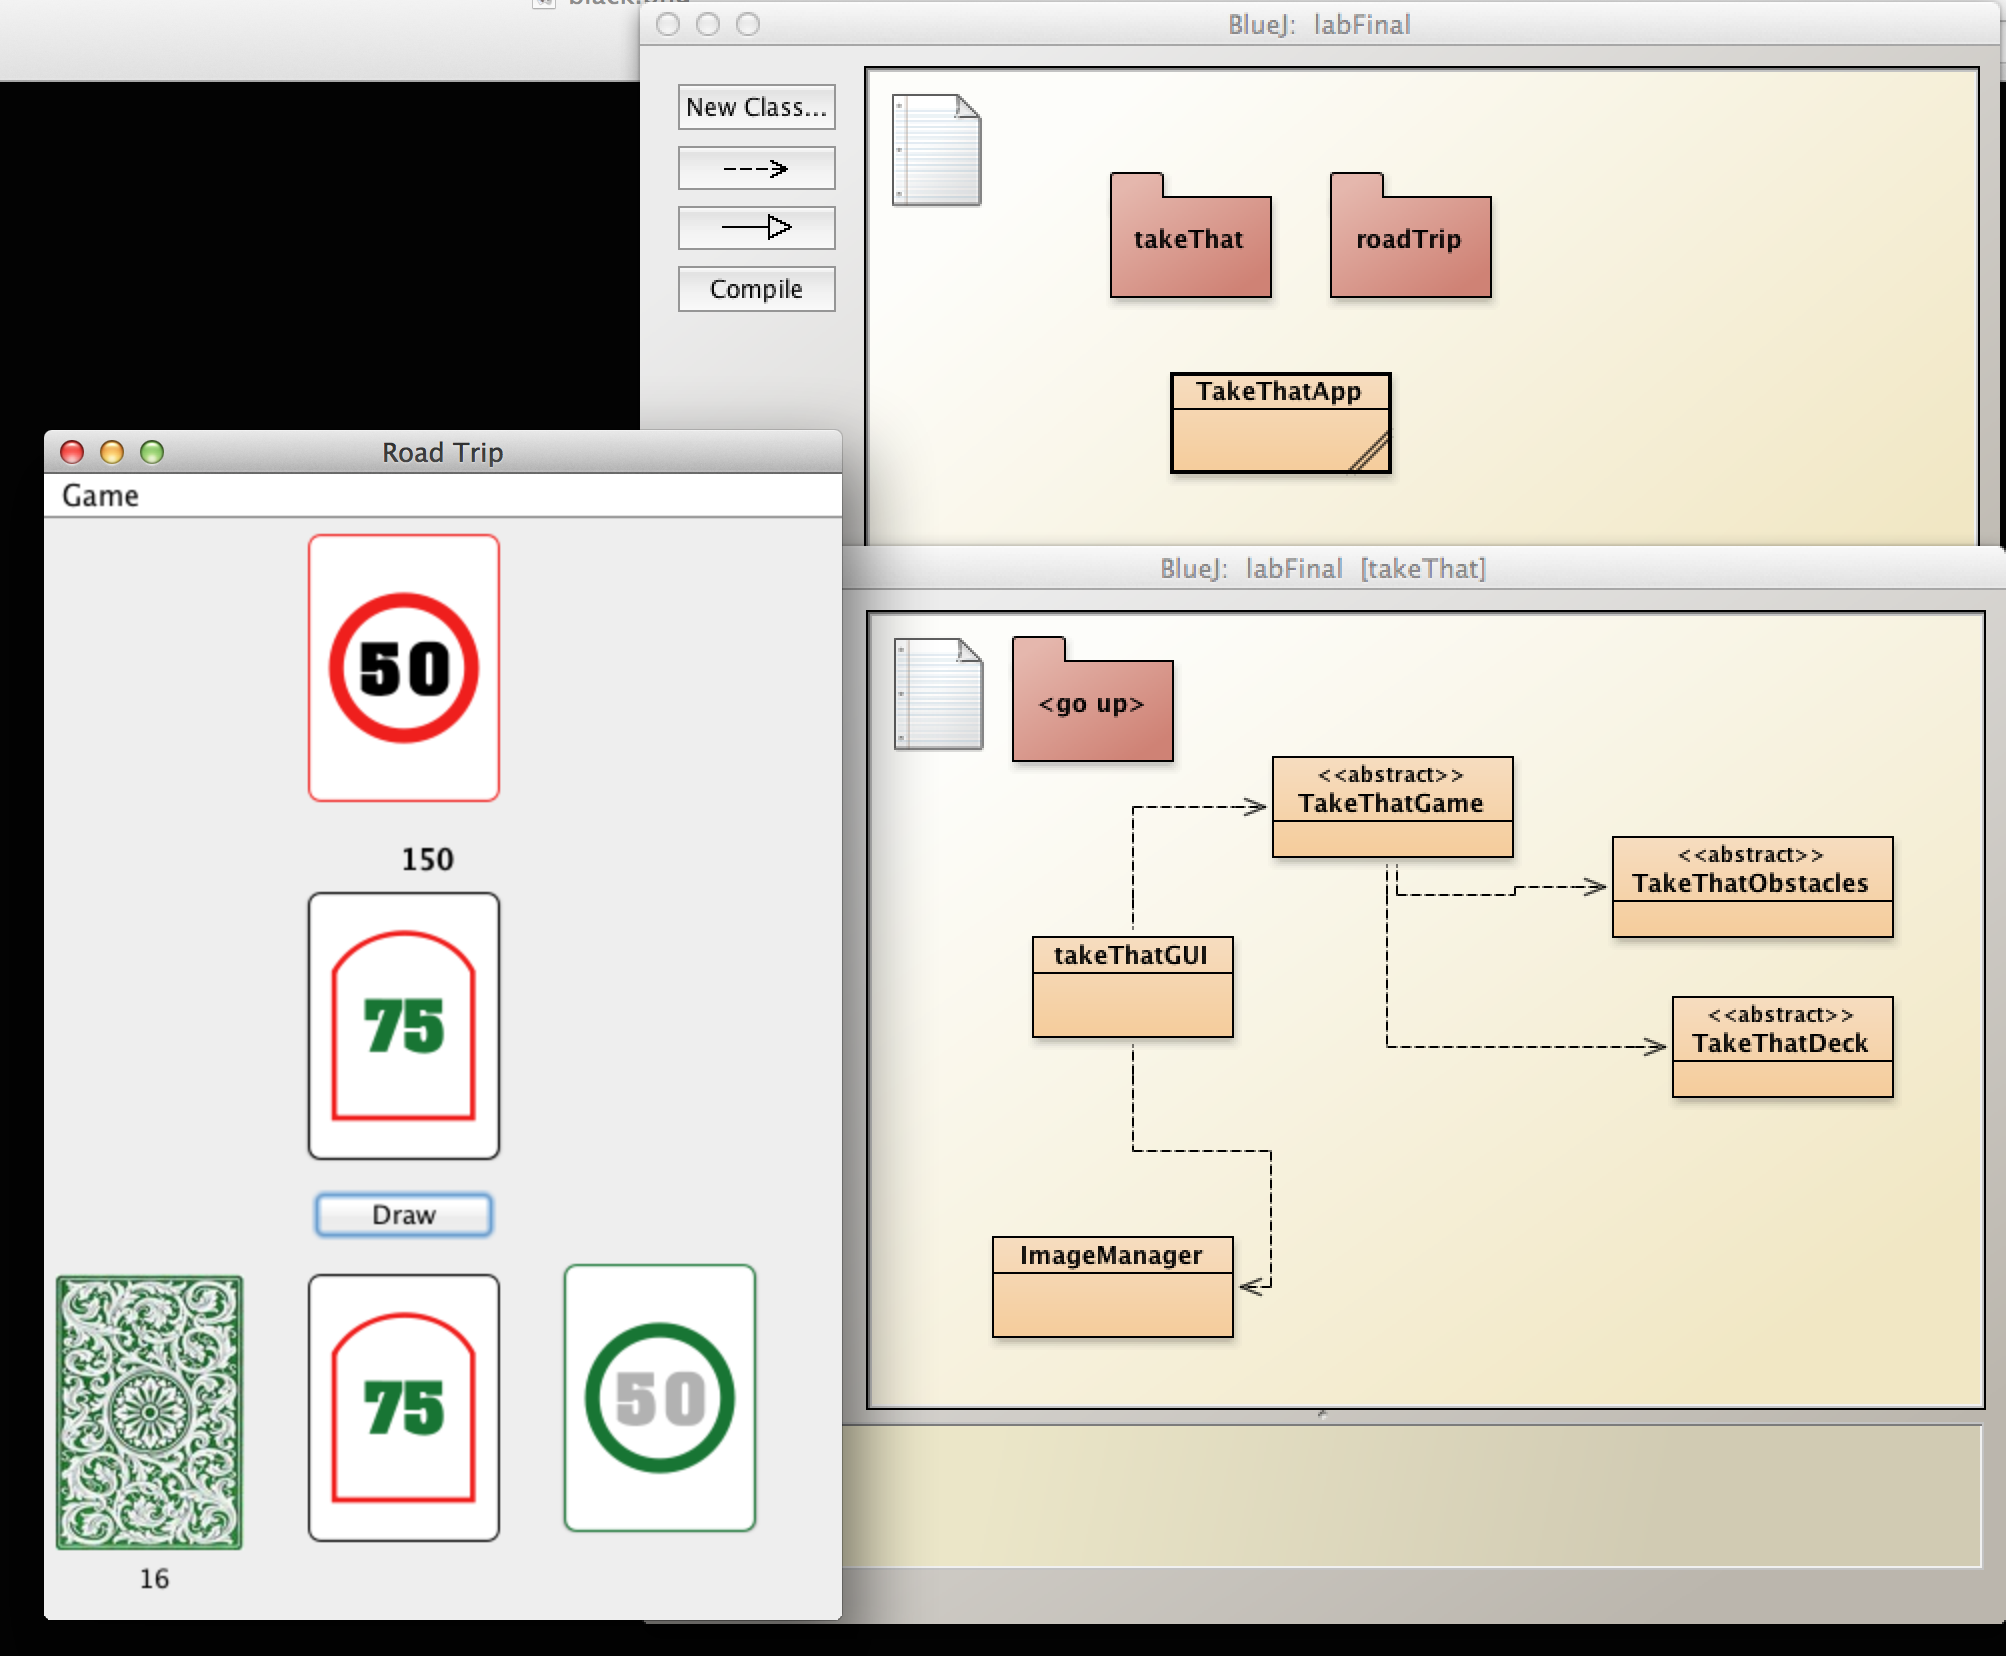 BlueJ: labFinal
New Class...
Compile
takeThat
roadTrip
TakeThatApp
Road Trip
Game
50
150
75
Draw
75
50
16
BlueJ: labFinal [takeThat]
<go up>
<<abstract>>
TakeThatGame
<<abstract>>
TakeThatObstacles
takeThatGUI
<<abstract>>
TakeThatDeck
ImageManager